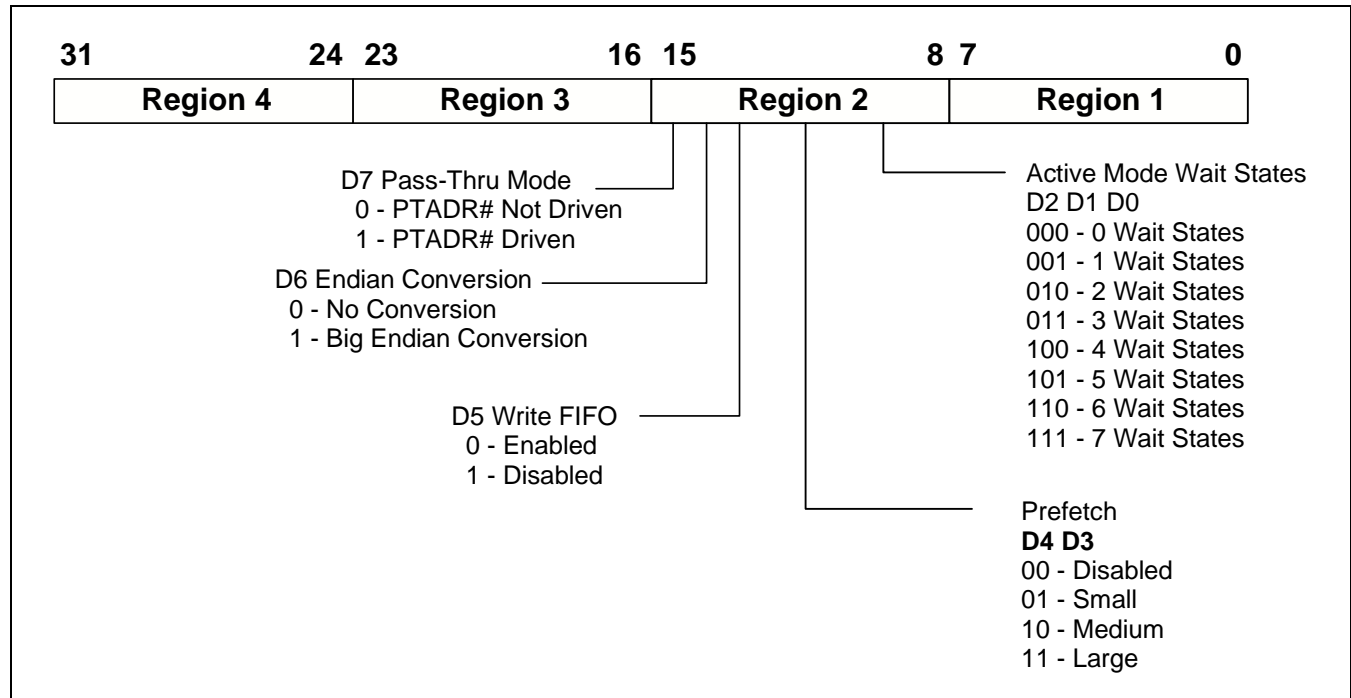 31 24 23 16 15 8 7 0
Region 4 Region 3 Region 2 Region 1
D7 Pass-Thru Mode
0 - PTADR# Not Driven
1 - PTADR# Driven
D6 Endian Conversion
0 - No Conversion
1 - Big Endian Conversion
D5 Write FIFO
0 - Enabled
1 - Disabled
Active Mode Wait States
D2 D1 D0
000 - 0 Wait States
001 - 1 Wait States
010 - 2 Wait States
011 - 3 Wait States
100 - 4 Wait States
101 - 5 Wait States
110 - 6 Wait States
111 - 7 Wait States
Prefetch
D4 D3
00 - Disabled
01 - Small
10 - Medium
11 - Large